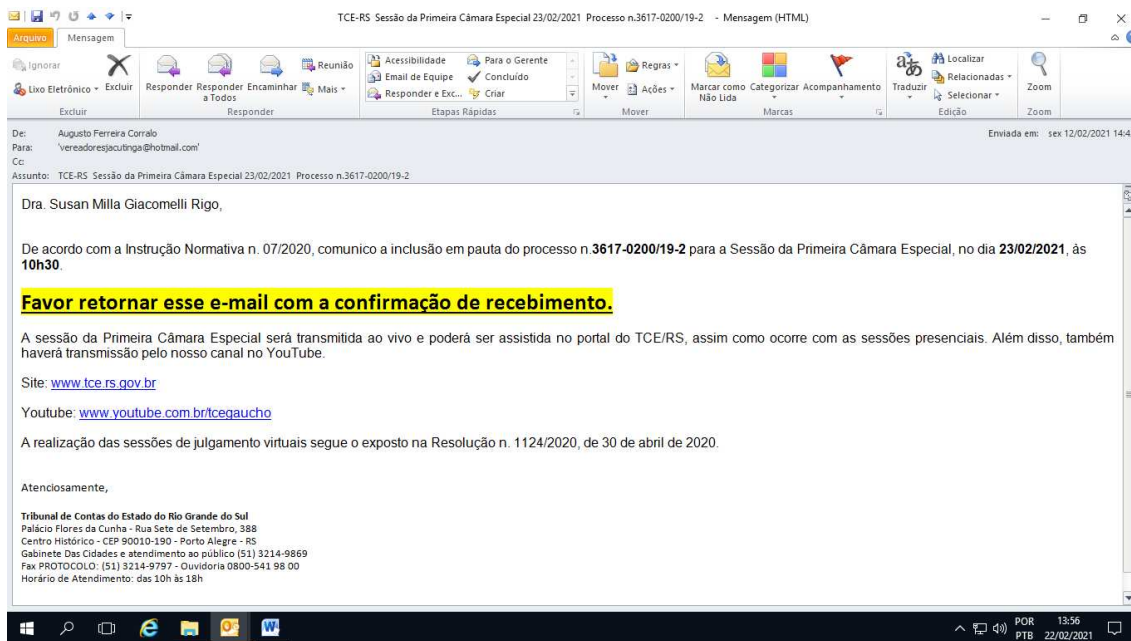 TCE-RS Sessão da Primeira Câmara Especial 23/02/2021 Processo n.3617-0200/19-2 - Mensagem (HTML)
Arquivo Mensagem
Ignorar
Lixo Eletrônico
Excluir
Excluir
Responder
Responder a Todos
Encaminhar
Reunião
Mais
Responder
Acessibilidade
Email de Equipe
Responder e Exc...
Para o Gerente
Concluído
Criar
Etapas Rápidas
Mover
Regras
Ações
Mover
Marcar como Não Lida
Categorizar
Acompanhamento
Marcas
Traduzir
Localizar
Relacionadas
Selecionar
Edição
Zoom
Zoom
De: Augusto Ferreira Corralo
Enviada em: sex 12/02/2021 14:4
Para: 'vereadoresjacutinga@hotmail.com'
Cc:
Assunto: TCE-RS Sessão da Primeira Câmara Especial 23/02/2021 Processo n.3617-0200/19-2
Dra. Susan Milla Giacomelli Rigo,
De acordo com a Instrução Normativa n. 07/2020, comunico a inclusão em pauta do processo n.3617-0200/19-2 para a Sessão da Primeira Câmara Especial, no dia 23/02/2021, às
10h30.
Favor retornar esse e-mail com a confirmação de recebimento.
A sessão da Primeira Câmara Especial será transmitida ao vivo e poderá ser assistida no portal do TCE/RS, assim como ocorre com as sessões presenciais. Além disso, também
haverá transmissão pelo nosso canal no YouTube.
Site: www.tce.rs.gov.br
Youtube: www.youtube.com.br/tcegaucho
A realização das sessões de julgamento virtuais segue o exposto na Resolução n. 1124/2020, de 30 de abril de 2020.
Atenciosamente,
Tribunal de Contas do Estado do Rio Grande do Sul
Palácio Flores da Cunha - Rua Sete de Setembro, 388
Centro Histórico - CEP 90010-190 - Porto Alegre - RS
Gabinete Das Cidades e atendimento ao público (51) 3214-9869
Fax PROTOCOLO: (51) 3214-9797 - Ouvidoria 0800-541 98 00
Horário de Atendimento: das 10h às 18h
POR 13:56
PTB 22/02/2021